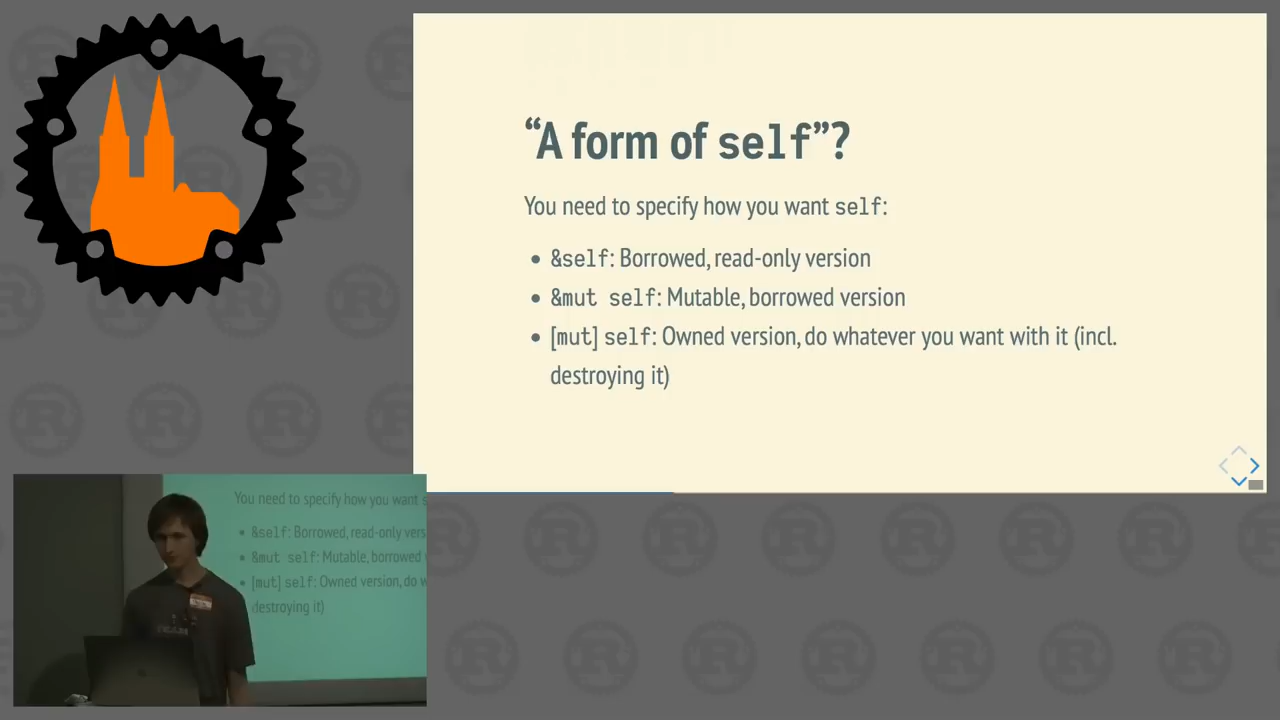 “A form of self”?
You need to specify how you want self:
• &self: Borrowed, read-only version
• &mut self: Mutable, borrowed version
• [mut] self: Owned version, do whatever you want with it (incl.
destroying it)
You need to specify how you want s
• &self: Borrowed, read-only vers
• &mut self: Mutable, borrowed
• [mut] self: Owned version, do w
destroying it)